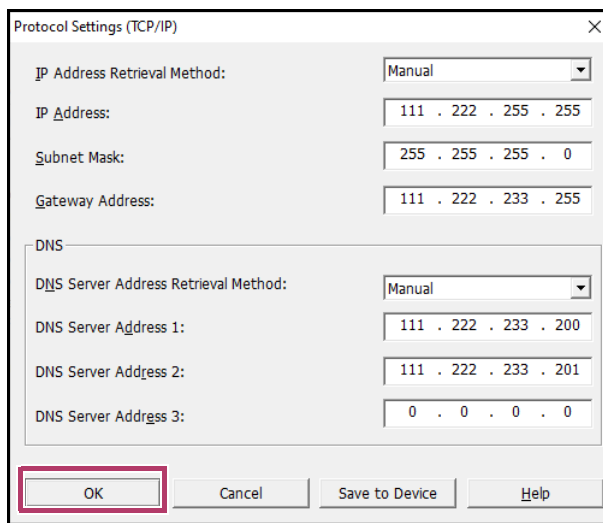 Protocol Settings (TCP/IP)
IP Address Retrieval Method: Manual
IP Address: 111 . 222 . 255 . 255
Subnet Mask: 255 . 255 . 255 . 0
Gateway Address: 111 . 222 . 233 . 255
DNS
DNS Server Address Retrieval Method: Manual
DNS Server Address 1: 111 . 222 . 233 . 200
DNS Server Address 2: 111 . 222 . 233 . 201
DNS Server Address 3: 0 . 0 . 0 . 0
OK Cancel Save to Device Help